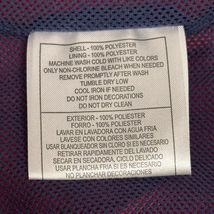 SHELL - 100% POLYESTER
LINING - 100% POLYESTER
MACHINE WASH COLD WITH LIKE COLORS
ONLY NON-CHLORINE BLEACH WHEN NEEDED
REMOVE PROMPTLY AFTER WASH
TUMBLE DRY LOW
COOL IRON IF NEEDED
DO NOT IRON DECORATIONS
DO NOT DRY CLEAN
EXTERIOR - 100% POLIESTER
FORRO - 100% POLIESTER
LAVAR EN LAVADORA CON AGUA FRIA
LAVESE CON COLORES SIMILARES
USAR BLANQUEADOR SIN CLORO SI ES NECESARIO
RETIRAR RAPIDAMENTE DEL LAVADO
SECAR EN SECADORA, CICLO DELICADO
USAR PLANCHA FRIA SI ES NECESARIO
NO PLANCHAR SI